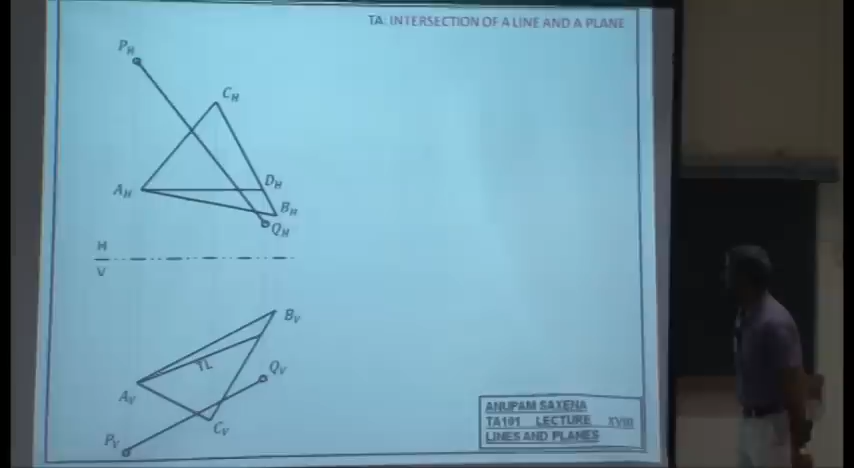 TA: INTERSECTION OF A LINE AND A PLANE
P_H
C_H
A_H
D_H
B_H
Q_H
H
V
B_V
TL
Q_V
A_V
C_V
P_V
ANUPAM SAXENA
TA101 LECTURE XVIII
LINES AND PLANES